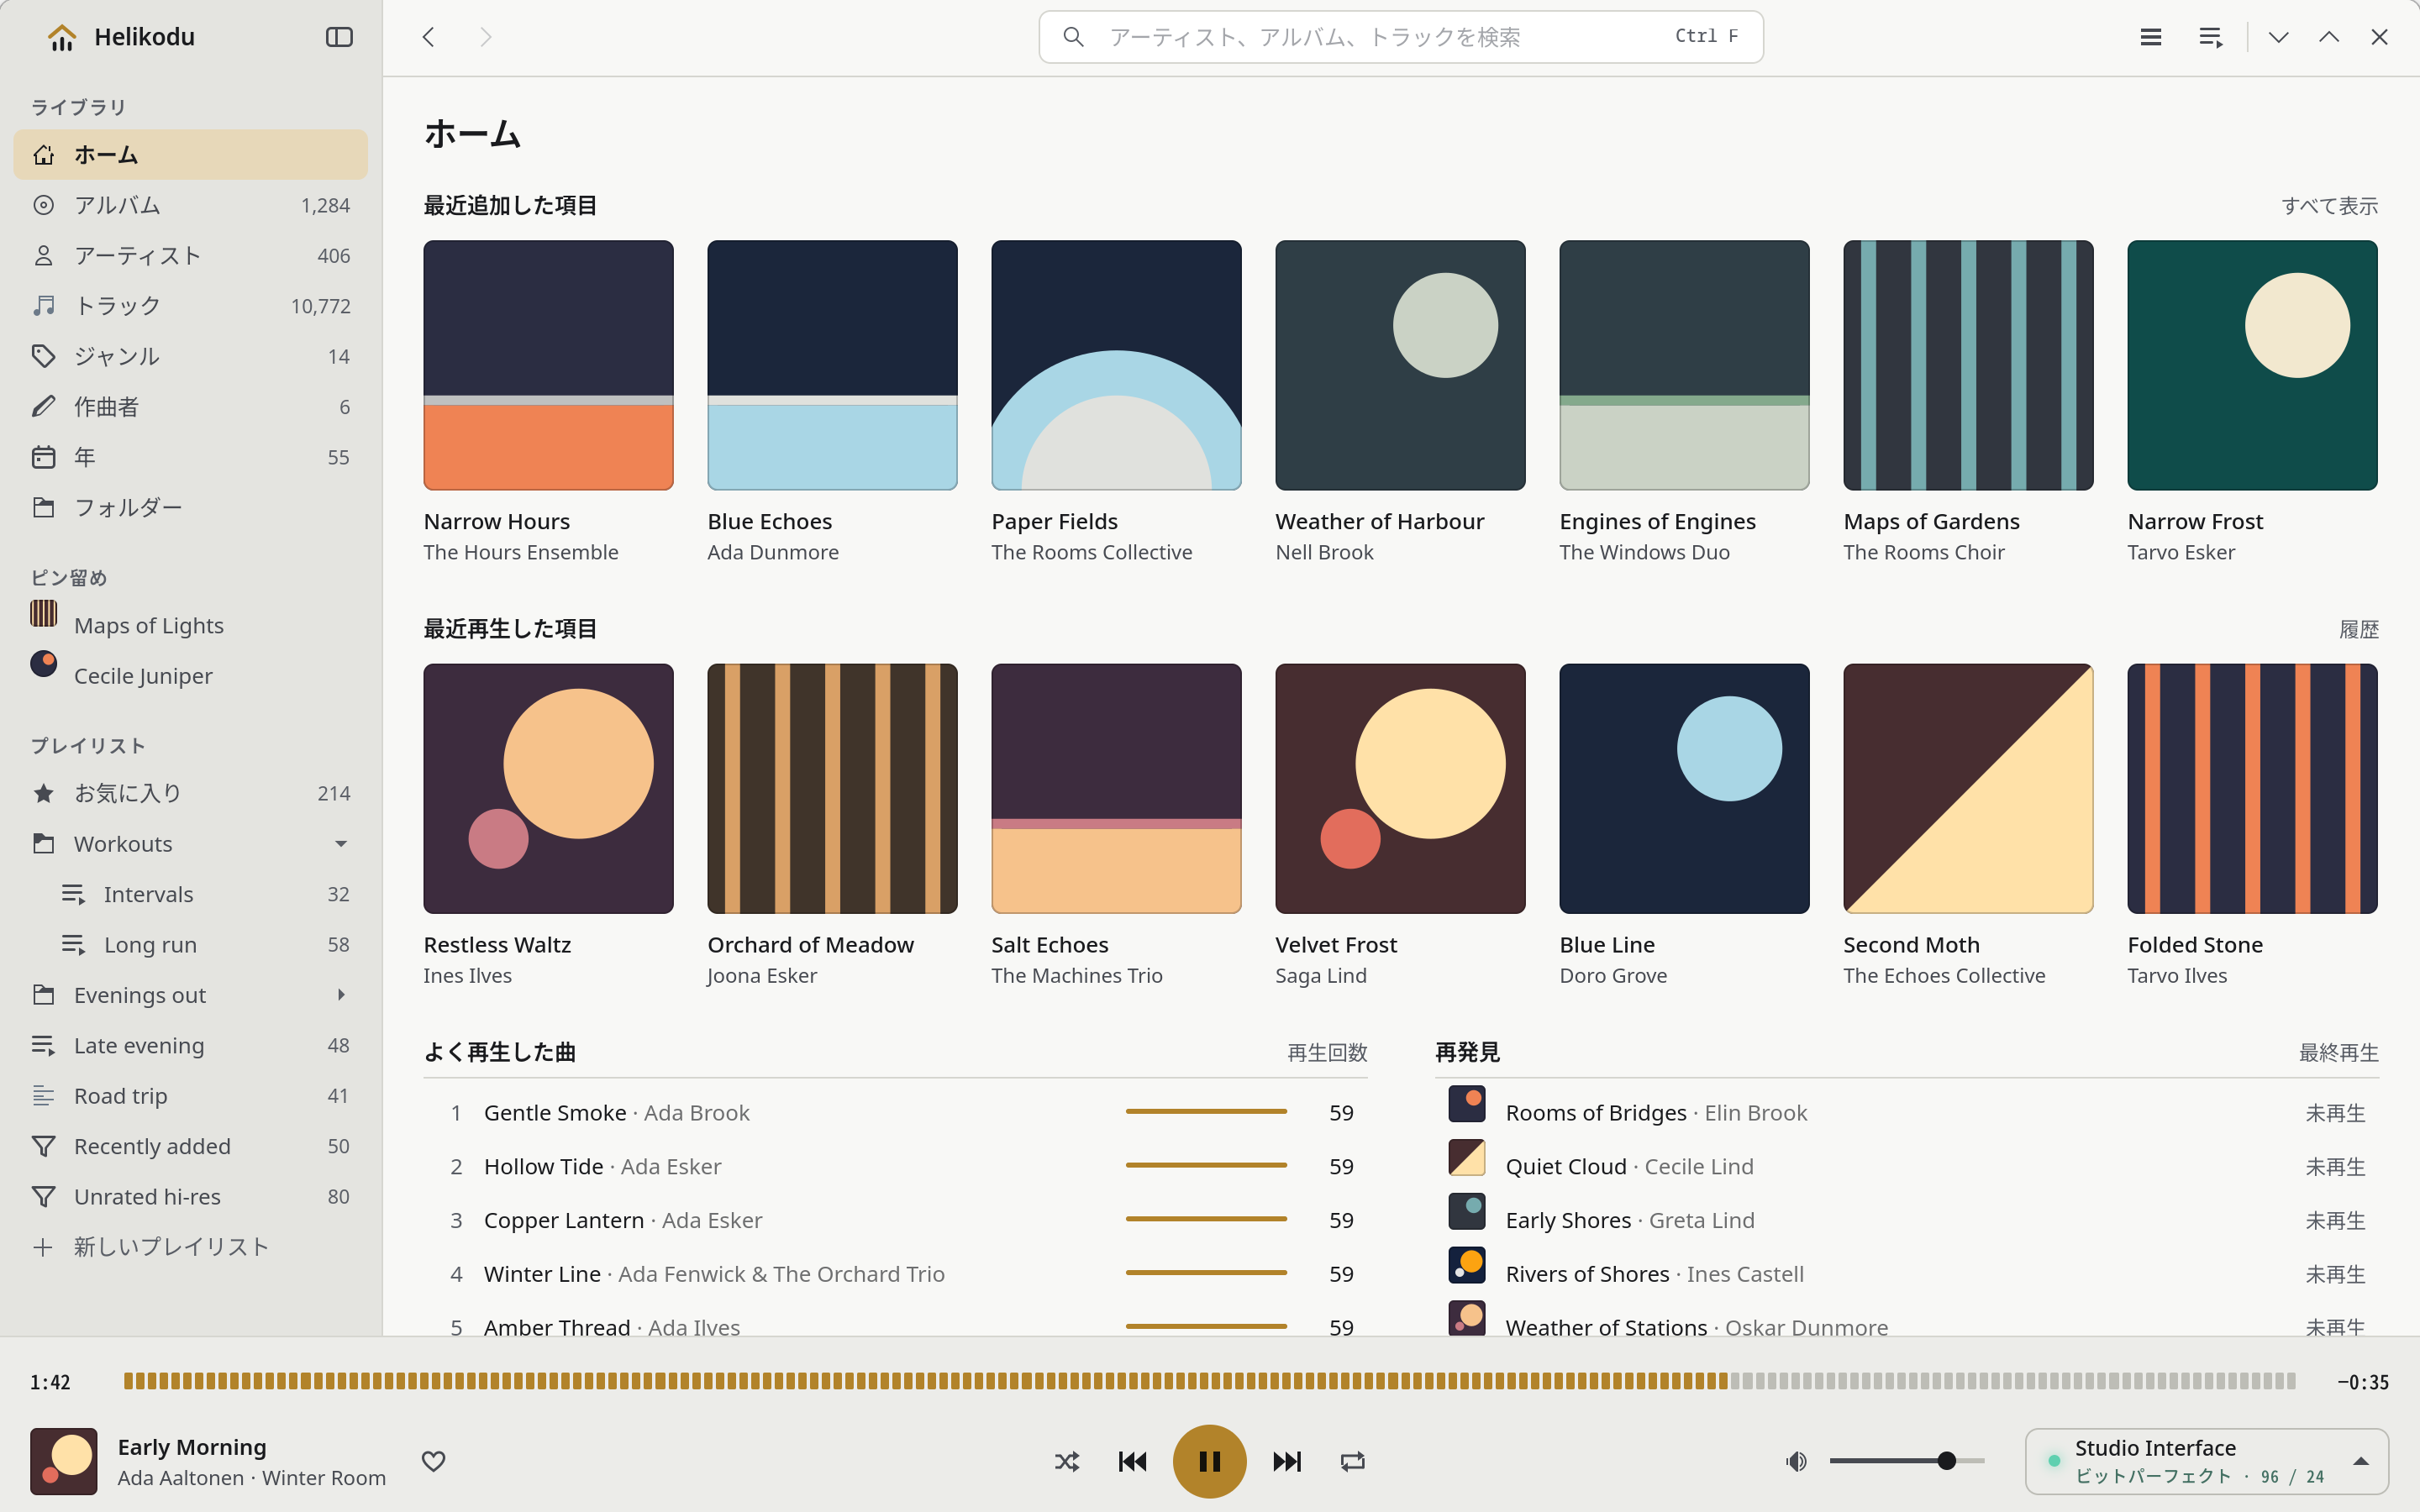 Helikodu
アーティスト、アルバム、トラックを検索
Ctrl F
ライブラリ
ホーム
アルバム 1,284
アーティスト 406
トラック 10,772
ジャンル 14
作曲者 6
年 55
フォルダー
ピン留め
Maps of Lights
Cecile Juniper
プレイリスト
お気に入り 214
Workouts
Intervals 32
Long run 58
Evenings out
Late evening 48
Road trip 41
Recently added 50
Unrated hi-res 80
新しいプレイリスト
ホーム
最近追加した項目 すべて表示
Narrow Hours
The Hours Ensemble
Blue Echoes
Ada Dunmore
Paper Fields
The Rooms Collective
Weather of Harbour
Nell Brook
Engines of Engines
The Windows Duo
Maps of Gardens
The Rooms Choir
Narrow Frost
Tarvo Esker
最近再生した項目 履歴
Restless Waltz
Ines Ilves
Orchard of Meadow
Joona Esker
Salt Echoes
The Machines Trio
Velvet Frost
Saga Lind
Blue Line
Doro Grove
Second Moth
The Echoes Collective
Folded Stone
Tarvo Ilves
よく再生した曲 再生回数
1 Gentle Smoke · Ada Brook 59
2 Hollow Tide · Ada Esker 59
3 Copper Lantern · Ada Esker 59
4 Winter Line · Ada Fenwick & The Orchard Trio 59
5 Amber Thread · Ada Ilves 59
再発見 最終再生
Rooms of Bridges · Elin Brook 未再生
Quiet Cloud · Cecile Lind 未再生
Early Shores · Greta Lind 未再生
Rivers of Shores · Ines Castell 未再生
Weather of Stations · Oskar Dunmore 未再生
1:42 −0:35
Early Morning
Ada Aaltonen · Winter Room
Studio Interface
ビットパーフェクト · 96 / 24